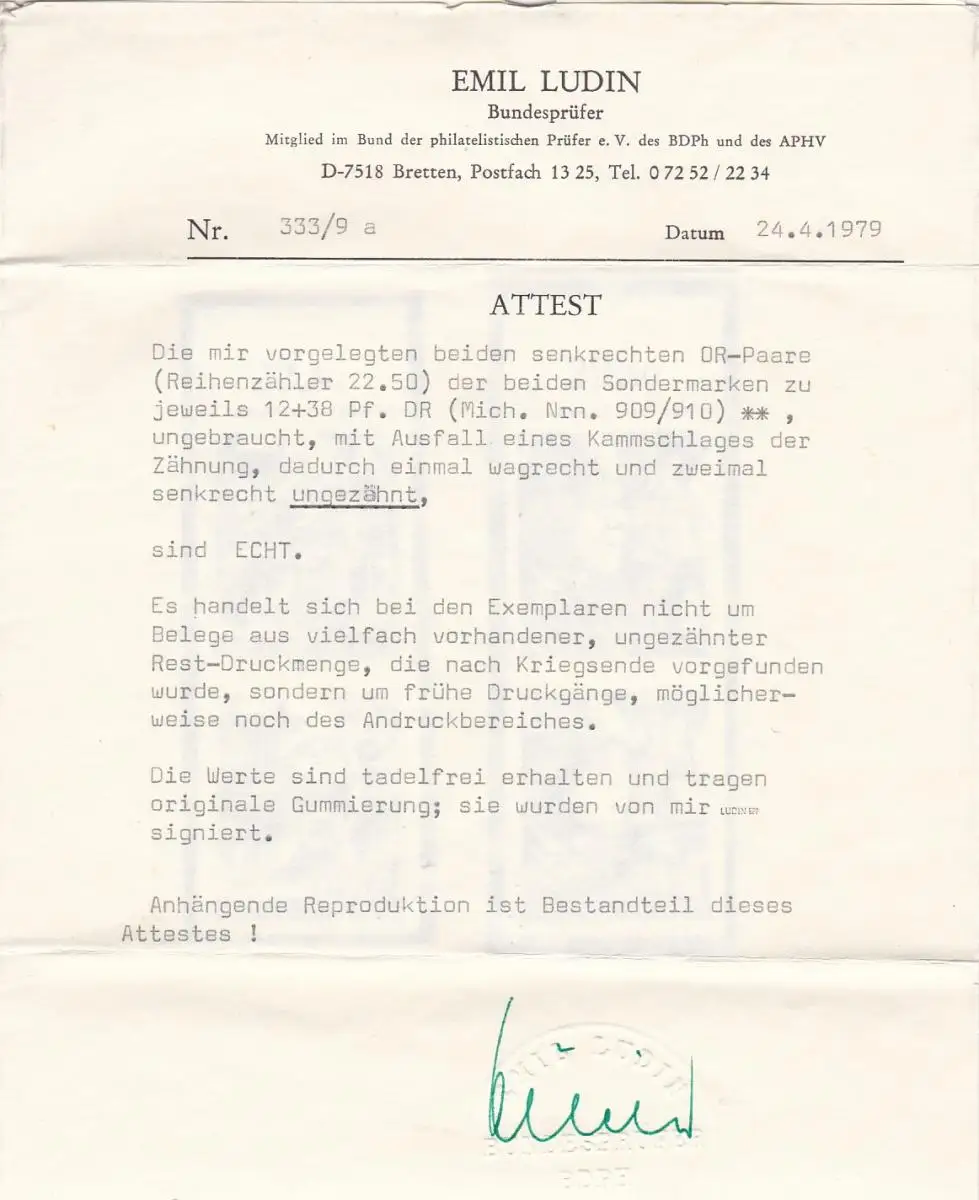 EMIL LUDIN
Bundesprüfer
Mitglied im Bund der philatelistischen Prüfer e. V. des BDPh und des APHV
D-7518 Bretten, Postfach 13 25, Tel. 0 72 52 / 22 34
Nr. 333/9 a Datum 24.4.1979
ATTEST
Die mir vorgelegten beiden senkrechten OR-Paare
(Reihenzähler 22.50) der beiden Sondermarken zu
jeweils 12+38 Pf. DR (Mich. Nrn. 909/910) ** ,
ungebraucht, mit Ausfall eines Kammschlages der
Zähnung, dadurch einmal wagrecht und zweimal
senkrecht ungezähnt,
sind ECHT.
Es handelt sich bei den Exemplaren nicht um
Belege aus vielfach vorhandener, ungezähnter
Rest-Druckmenge, die nach Kriegsende vorgefunden
wurde, sondern um frühe Druckgänge, möglicher-
weise noch des Andruckbereiches.
Die Werte sind tadelfrei erhalten und tragen
originale Gummierung; sie wurden von mir
signiert.
Anhängende Reproduktion ist Bestandteil dieses
Attestes !
EMIL LUDIN